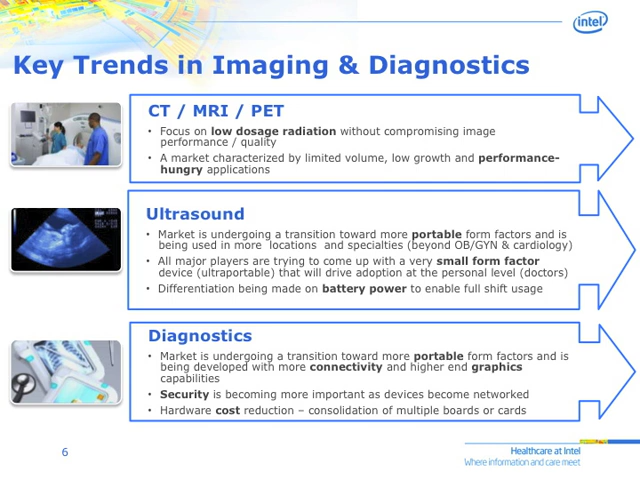 intel
Key Trends in Imaging & Diagnostics
CT / MRI / PET
• Focus on low dosage radiation without compromising image
performance / quality
• A market characterized by limited volume, low growth and performance-
hungry applications
Ultrasound
• Market is undergoing a transition toward more portable form factors and is
being used in more locations and specialties (beyond OB/GYN & cardiology)
• All major players are trying to come up with a very small form factor
device (ultraportable) that will drive adoption at the personal level (doctors)
• Differentiation being made on battery power to enable full shift usage
Diagnostics
• Market is undergoing a transition toward more portable form factors and is
being developed with more connectivity and higher end graphics
capabilities
• Security is becoming more important as devices become networked
• Hardware cost reduction – consolidation of multiple boards or cards
6
Healthcare at Intel
Where information and care meet